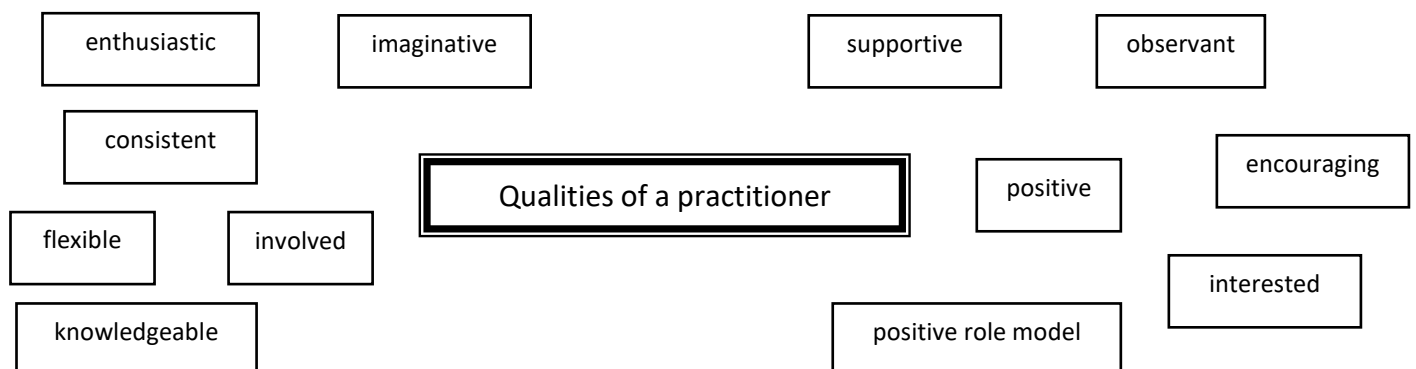 enthusiastic
imaginative
supportive
observant
consistent
encouraging
Qualities of a practitioner
positive
flexible
involved
interested
knowledgeable
positive role model